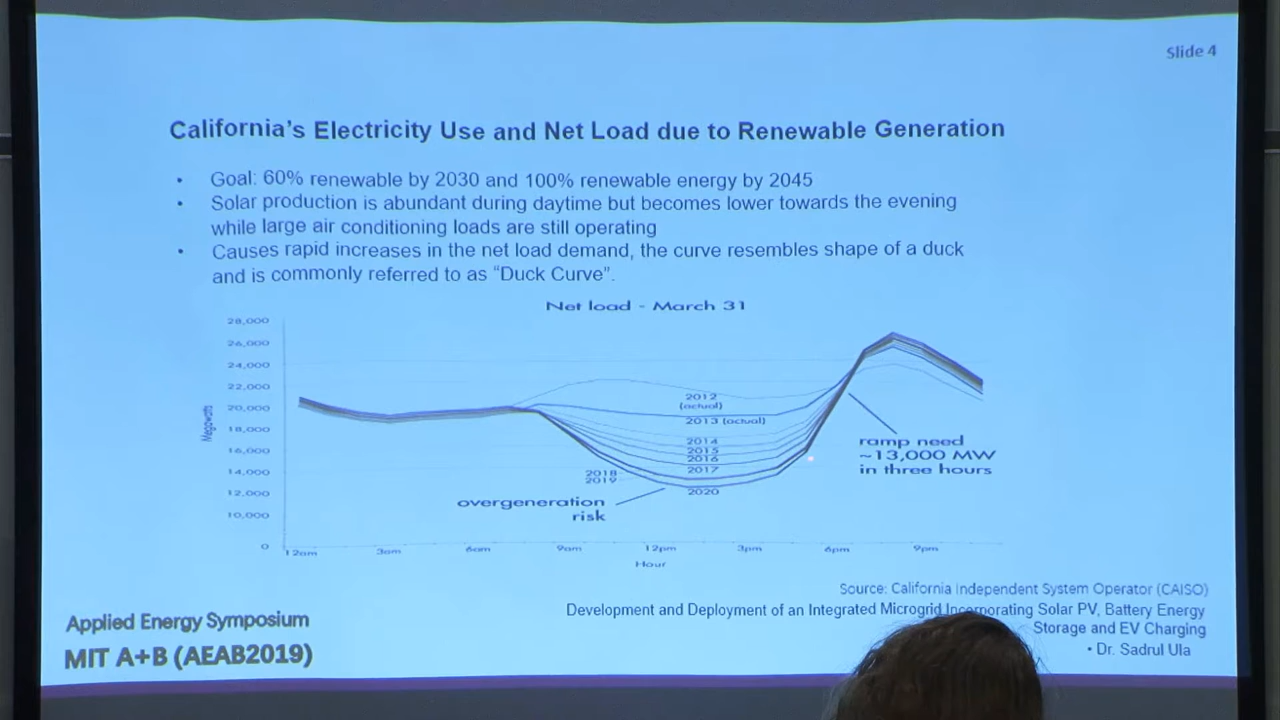 Slide 4
California's Electricity Use and Net Load due to Renewable Generation
• Goal: 60% renewable by 2030 and 100% renewable energy by 2045
• Solar production is abundant during daytime but becomes lower towards the evening
while large air conditioning loads are still operating
• Causes rapid increases in the net load demand, the curve resembles shape of a duck
and is commonly referred to as “Duck Curve”.
Net load - March 31
28,000
26,000
24,000
22,000
20,000
18,000
16,000
14,000
12,000
10,000
0
Megawatts
2012
(actual)
2013 (actual)
2014
2015
2016
2017
2018
2019
2020
overgeneration
risk
ramp need
~13,000 MW
in three hours
12am 3am 6am 9am 12pm 3pm 6pm 9pm
Hour
Source: California Independent System Operator (CAISO)
Development and Deployment of an Integrated Microgrid Incorporating Solar PV, Battery Energy
Storage and EV Charging
• Dr. Sadrul Ula
Applied Energy Symposium
MIT A+B (AEAB2019)